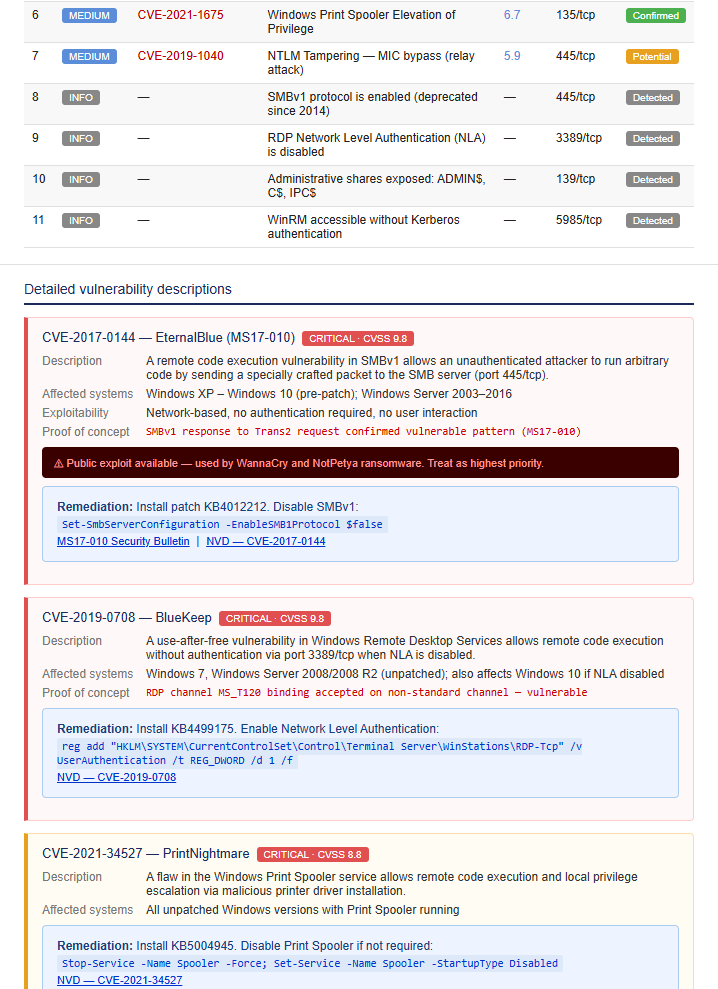 6 MEDIUM CVE-2021-1675 Windows Print Spooler Elevation of 6.7 135/tcp Confirmed
Privilege
7 MEDIUM CVE-2019-1040 NTLM Tampering — MIC bypass (relay 5.9 445/tcp Potential
attack)
8 INFO — SMBv1 protocol is enabled (deprecated — 445/tcp Detected
since 2014)
9 INFO — RDP Network Level Authentication (NLA) — 3389/tcp Detected
is disabled
10 INFO — Administrative shares exposed: ADMIN$, — 139/tcp Detected
C$, IPC$
11 INFO — WinRM accessible without Kerberos — 5985/tcp Detected
authentication
Detailed vulnerability descriptions
CVE-2017-0144 — EternalBlue (MS17-010) CRITICAL · CVSS 9.8
Description A remote code execution vulnerability in SMBv1 allows an unauthenticated attacker to run arbitrary
code by sending a specially crafted packet to the SMB server (port 445/tcp).
Affected systems Windows XP – Windows 10 (pre-patch); Windows Server 2003–2016
Exploitability Network-based, no authentication required, no user interaction
Proof of concept SMBv1 response to Trans2 request confirmed vulnerable pattern (MS17-010)
⚠ Public exploit available — used by WannaCry and NotPetya ransomware. Treat as highest priority.
Remediation: Install patch KB4012212. Disable SMBv1:
Set-SmbServerConfiguration -EnableSMB1Protocol $false
MS17-010 Security Bulletin | NVD — CVE-2017-0144
CVE-2019-0708 — BlueKeep CRITICAL · CVSS 9.8
Description A use-after-free vulnerability in Windows Remote Desktop Services allows remote code execution
without authentication via port 3389/tcp when NLA is disabled.
Affected systems Windows 7, Windows Server 2008/2008 R2 (unpatched); also affects Windows 10 if NLA disabled
Proof of concept RDP channel MS_T120 binding accepted on non-standard channel — vulnerable
Remediation: Install KB4499175. Enable Network Level Authentication:
reg add "HKLM\SYSTEM\CurrentControlSet\Control\Terminal Server\WinStations\RDP-Tcp" /v
UserAuthentication /t REG_DWORD /d 1 /f
NVD — CVE-2019-0708
CVE-2021-34527 — PrintNightmare CRITICAL · CVSS 8.8
Description A flaw in the Windows Print Spooler service allows remote code execution and local privilege
escalation via malicious printer driver installation.
Affected systems All unpatched Windows versions with Print Spooler running
Remediation: Install KB5004945. Disable Print Spooler if not required:
Stop-Service -Name Spooler -Force; Set-Service -Name Spooler -StartupType Disabled
NVD — CVE-2021-34527